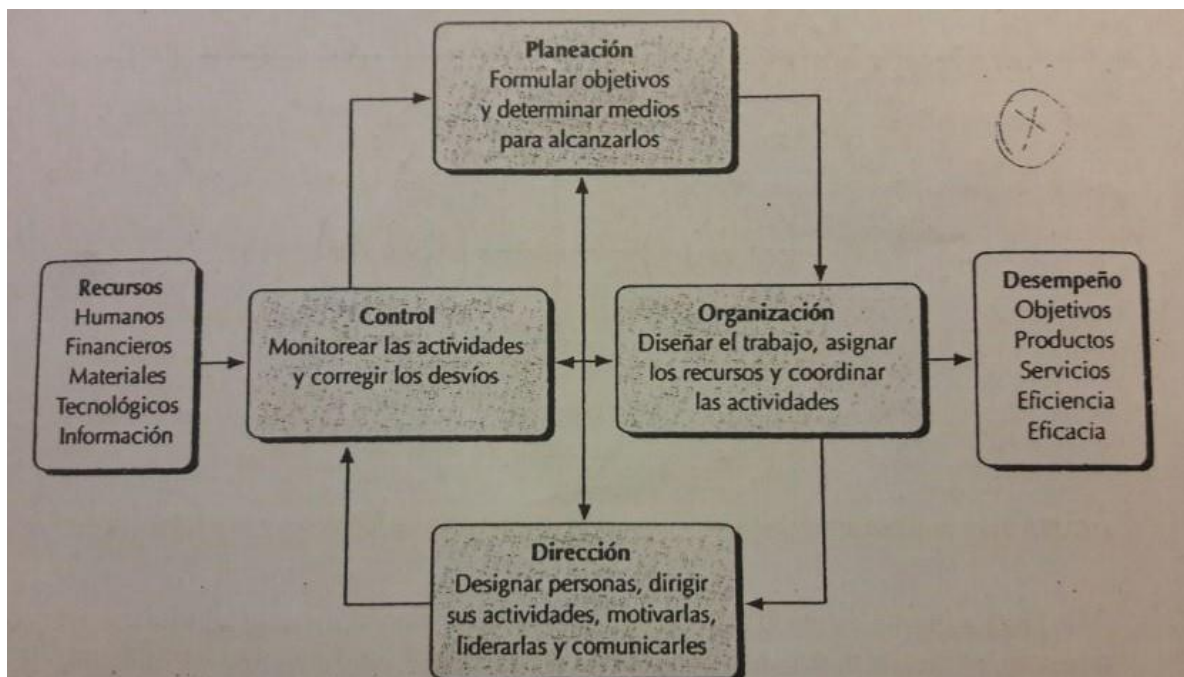 Planeación
Formular objetivos
y determinar medios
para alcanzarlos
Recursos
Humanos
Financieros
Materiales
Tecnológicos
Información
Control
Monitorear las actividades
y corregir los desvíos
Organización
Diseñar el trabajo, asignar
los recursos y coordinar
las actividades
Desempeño
Objetivos
Productos
Servicios
Eficiencia
Eficacia
Dirección
Designar personas, dirigir
sus actividades, motivarlas,
liderarlas y comunicarles